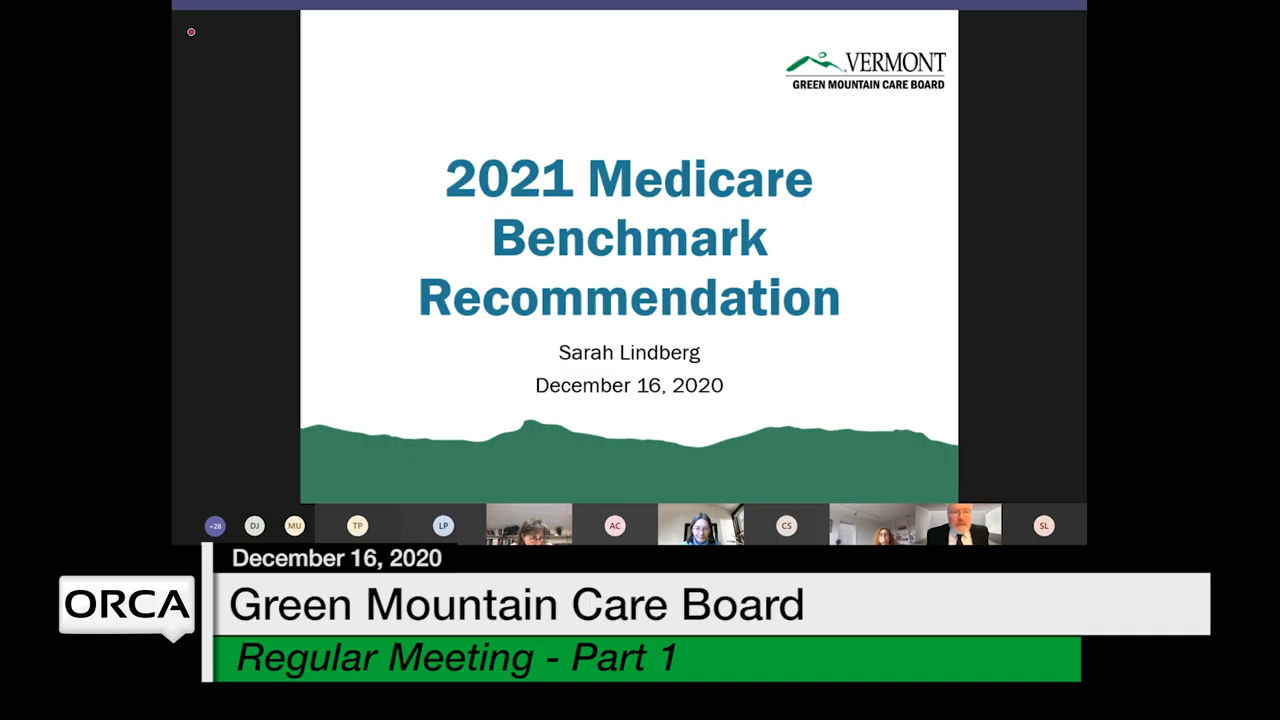 VERMONT
GREEN MOUNTAIN CARE BOARD
2021 Medicare
Benchmark
Recommendation
Sarah Lindberg
December 16, 2020
+28
DJ
MU
TP
LP
AC
CS
SL
December 16, 2020
ORCA
Green Mountain Care Board
Regular Meeting - Part 1